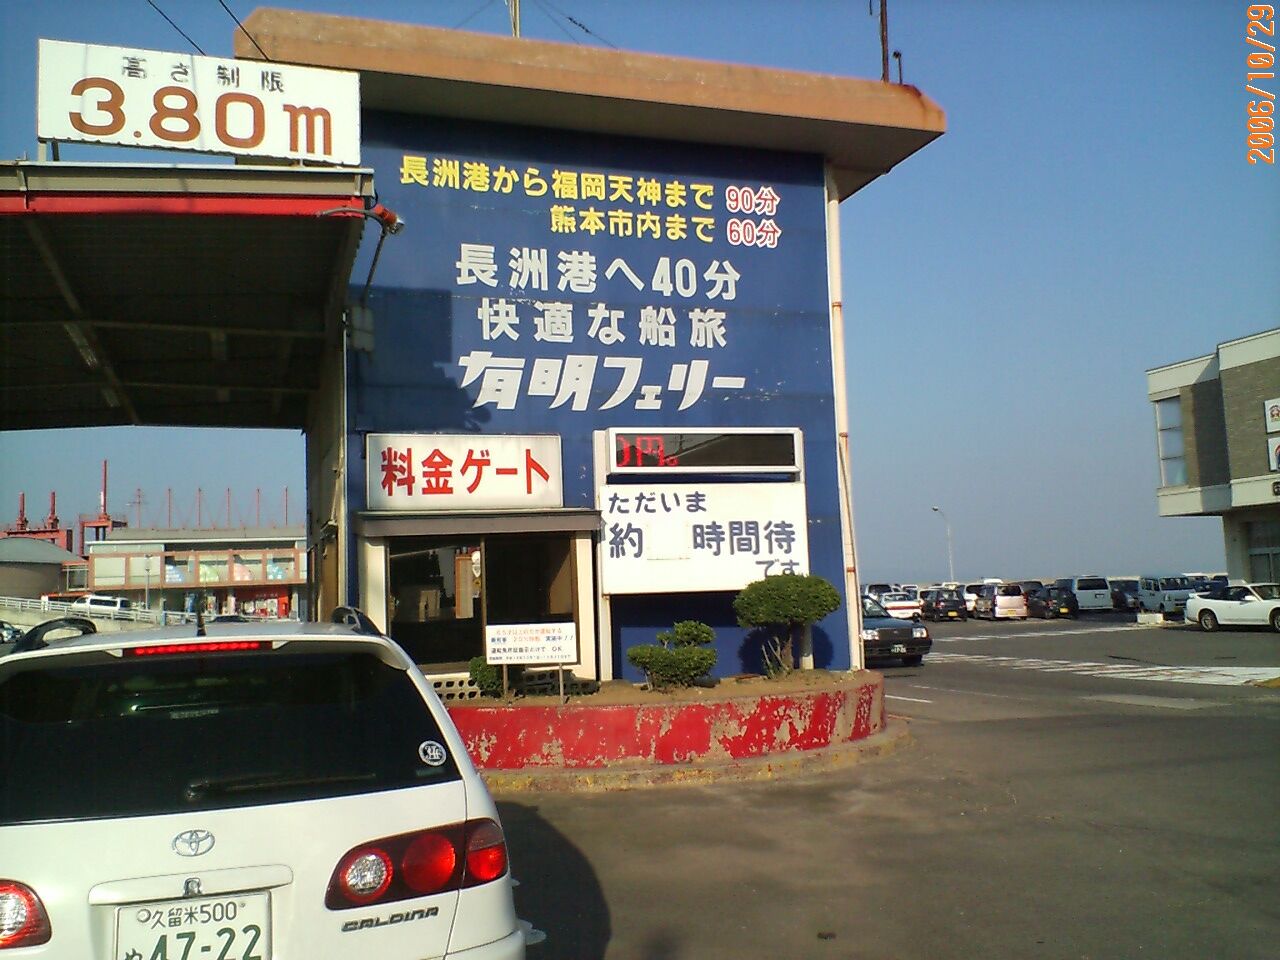 2006/10/29
高さ制限
3.80m
長洲港から福岡天神まで 90分
熊本市内まで 60分
長洲港へ40分
快適な船旅
有明フェリー
料金ゲート
円。
ただいま
約 時間待
です
CALDINA
久留米500
ぬ 47-22